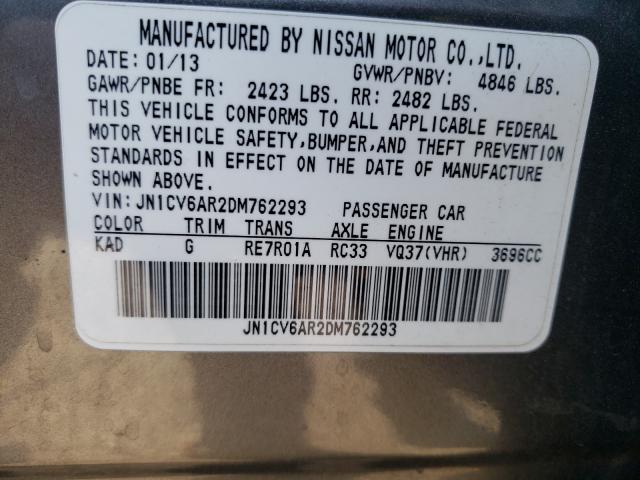 MANUFACTURED BY NISSAN MOTOR CO.,LTD.
DATE: 01/13 GVWR/PNBV: 4846 LBS.
GAWR/PNBE FR: 2423 LBS. RR: 2482 LBS.
THIS VEHICLE CONFORMS TO ALL APPLICABLE FEDERAL
MOTOR VEHICLE SAFETY,BUMPER,AND THEFT PREVENTION
STANDARDS IN EFFECT ON THE DATE OF MANUFACTURE
SHOWN ABOVE.
VIN:JN1CV6AR2DM762293 PASSENGER CAR
COLOR TRIM TRANS AXLE ENGINE
KAD G RE7R01A RC33 VQ37(VHR) 3696CC
JN1CV6AR2DM762293